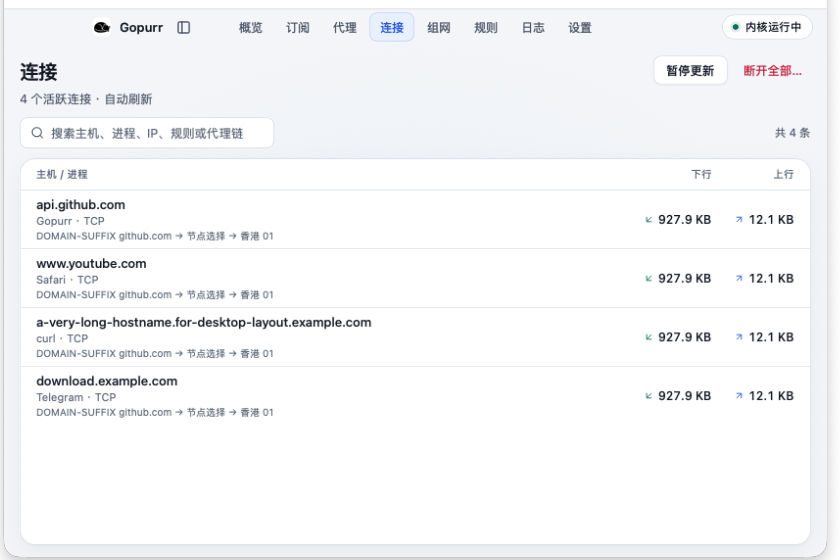 Gopurr 概览 订阅 代理 连接 组网 规则 日志 设置 内核运行中
连接 暂停更新 断开全部...
4 个活跃连接 · 自动刷新
搜索主机、进程、IP、规则或代理链 共 4 条
主机 / 进程 下行 上行
api.github.com
Gopurr · TCP 927.9 KB 12.1 KB
DOMAIN-SUFFIX github.com → 节点选择 → 香港 01
www.youtube.com
Safari · TCP 927.9 KB 12.1 KB
DOMAIN-SUFFIX github.com → 节点选择 → 香港 01
a-very-long-hostname.for-desktop-layout.example.com
curl · TCP 927.9 KB 12.1 KB
DOMAIN-SUFFIX github.com → 节点选择 → 香港 01
download.example.com
Telegram · TCP 927.9 KB 12.1 KB
DOMAIN-SUFFIX github.com → 节点选择 → 香港 01